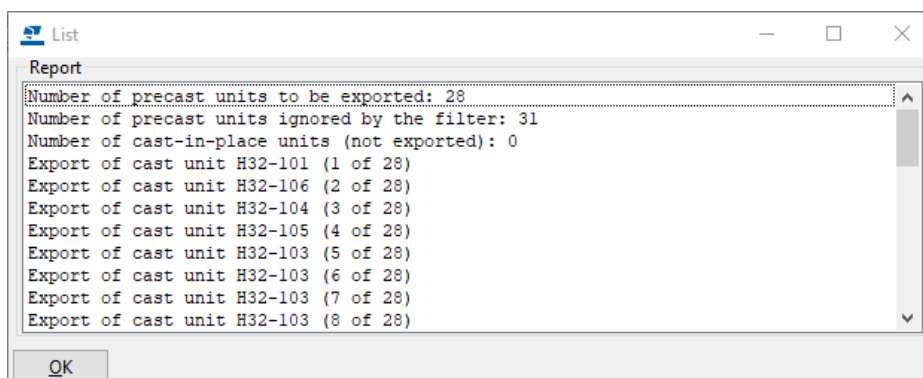 List
Report
Number of precast units to be exported: 28
Number of precast units ignored by the filter: 31
Number of cast-in-place units (not exported): 0
Export of cast unit H32-101 (1 of 28)
Export of cast unit H32-106 (2 of 28)
Export of cast unit H32-104 (3 of 28)
Export of cast unit H32-105 (4 of 28)
Export of cast unit H32-103 (5 of 28)
Export of cast unit H32-103 (6 of 28)
Export of cast unit H32-103 (7 of 28)
Export of cast unit H32-103 (8 of 28)
OK